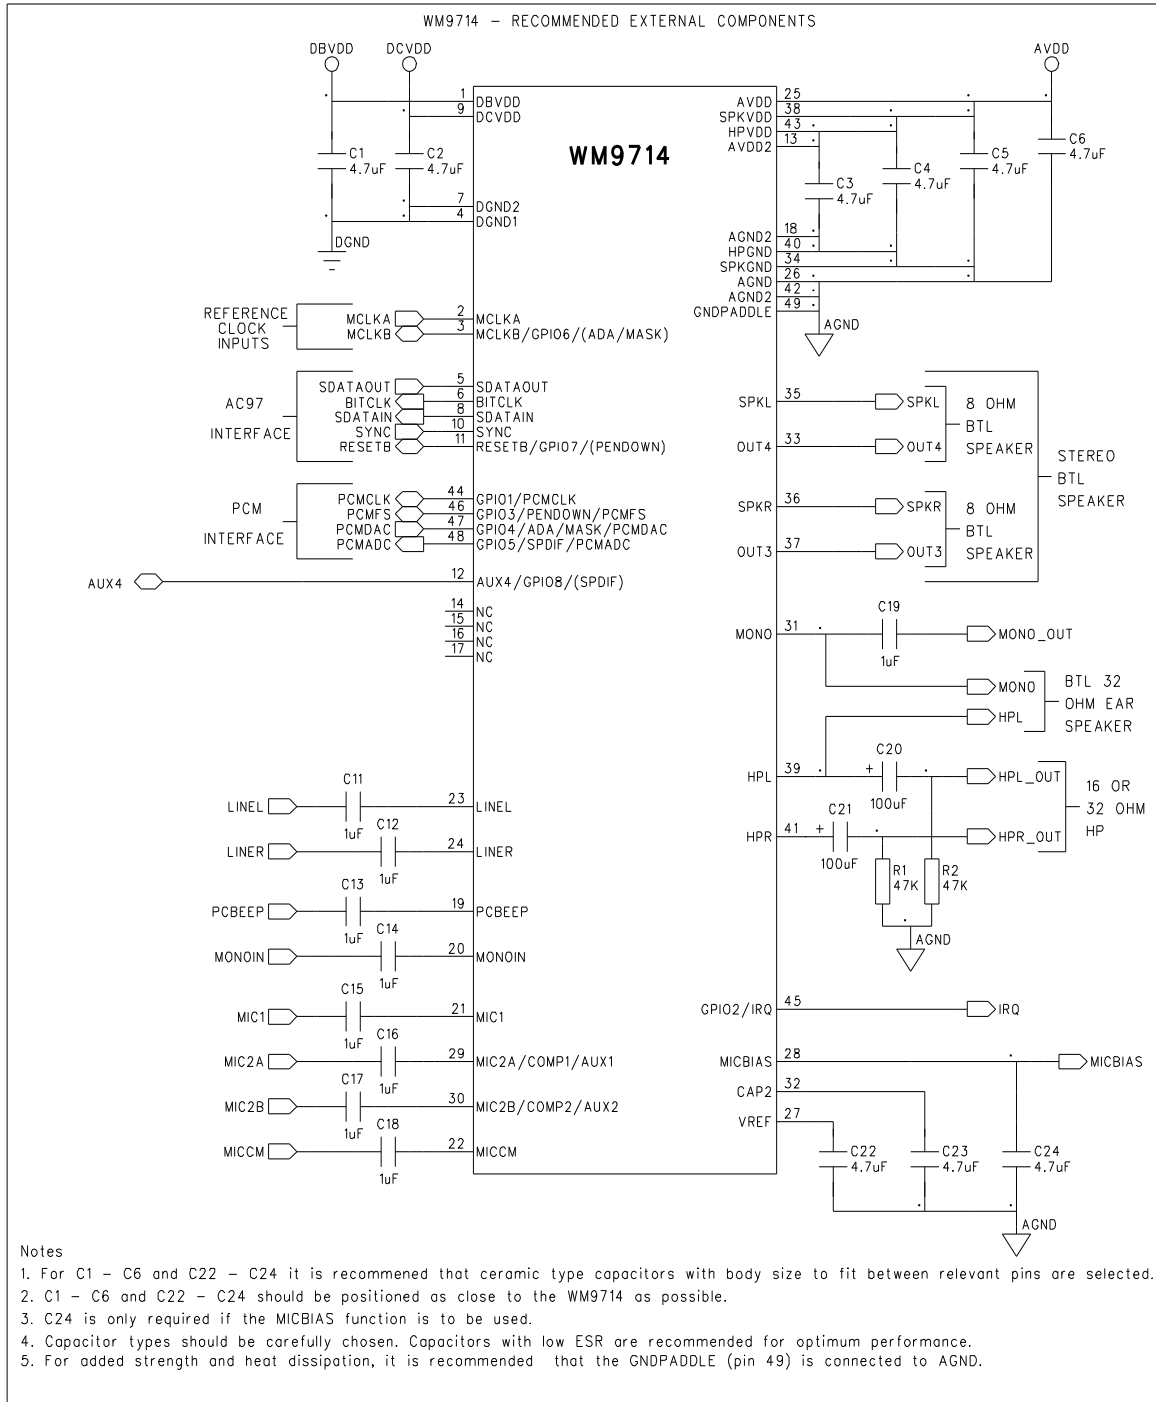 WM9714 – RECOMMENDED EXTERNAL COMPONENTS
DBVDD
DCVDD
AVDD
WM9714
1
DBVDD
9
DCVDD
C1
4.7uF
C2
4.7uF
7
DGND2
4
DGND1
DGND
AVDD
25
SPKVDD
38
HPVDD
43
AVDD2
13
C3
4.7uF
C4
4.7uF
C5
4.7uF
C6
4.7uF
AGND2
18
HPGND
40
SPKGND
34
AGND
26
AGND2
42
GNDPADDLE
49
AGND
REFERENCE
CLOCK
INPUTS
MCLKA
2
MCLKA
MCLKB
3
MCLKB/GPIO6/(ADA/MASK)
AC97
INTERFACE
SDATAOUT
5
SDATAOUT
BITCLK
6
BITCLK
SDATAIN
8
SDATAIN
SYNC
10
SYNC
RESETB
11
RESETB/GPIO7/(PENDOWN)
PCM
INTERFACE
PCMCLK
44
GPIO1/PCMCLK
PCMFS
46
GPIO3/PENDOWN/PCMFS
PCMDAC
47
GPIO4/ADA/MASK/PCMDAC
PCMADC
48
GPIO5/SPDIF/PCMADC
AUX4
12
AUX4/GPIO8/(SPDIF)
14
NC
15
NC
16
NC
17
NC
SPKL
35
SPKL
OUT4
33
OUT4
8 OHM
BTL
SPEAKER
SPKR
36
SPKR
OUT3
37
OUT3
8 OHM
BTL
SPEAKER
STEREO
BTL
SPEAKER
MONO
31
C19
1uF
MONO_OUT
MONO
HPL
BTL 32
OHM EAR
SPEAKER
HPL
39
+
C20
100uF
HPL_OUT
HPR
41
+
C21
100uF
HPR_OUT
16 OR
32 OHM
HP
R1
47K
R2
47K
AGND
LINEL
C11
1uF
23
LINEL
LINER
C12
1uF
24
LINER
PCBEEP
C13
1uF
19
PCBEEP
MONOIN
C14
1uF
20
MONOIN
MIC1
C15
1uF
21
MIC1
MIC2A
C16
1uF
29
MIC2A/COMP1/AUX1
MIC2B
C17
1uF
30
MIC2B/COMP2/AUX2
MICCM
C18
1uF
22
MICCM
GPIO2/IRQ
45
IRQ
MICBIAS
28
MICBIAS
CAP2
32
VREF
27
C22
4.7uF
C23
4.7uF
C24
4.7uF
AGND
Notes
1. For C1 – C6 and C22 – C24 it is recommened that ceramic type capacitors with body size to fit between relevant pins are selected.
2. C1 – C6 and C22 – C24 should be positioned as close to the WM9714 as possible.
3. C24 is only required if the MICBIAS function is to be used.
4. Capacitor types should be carefully chosen. Capacitors with low ESR are recommended for optimum performance.
5. For added strength and heat dissipation, it is recommended that the GNDPADDLE (pin 49) is connected to AGND.